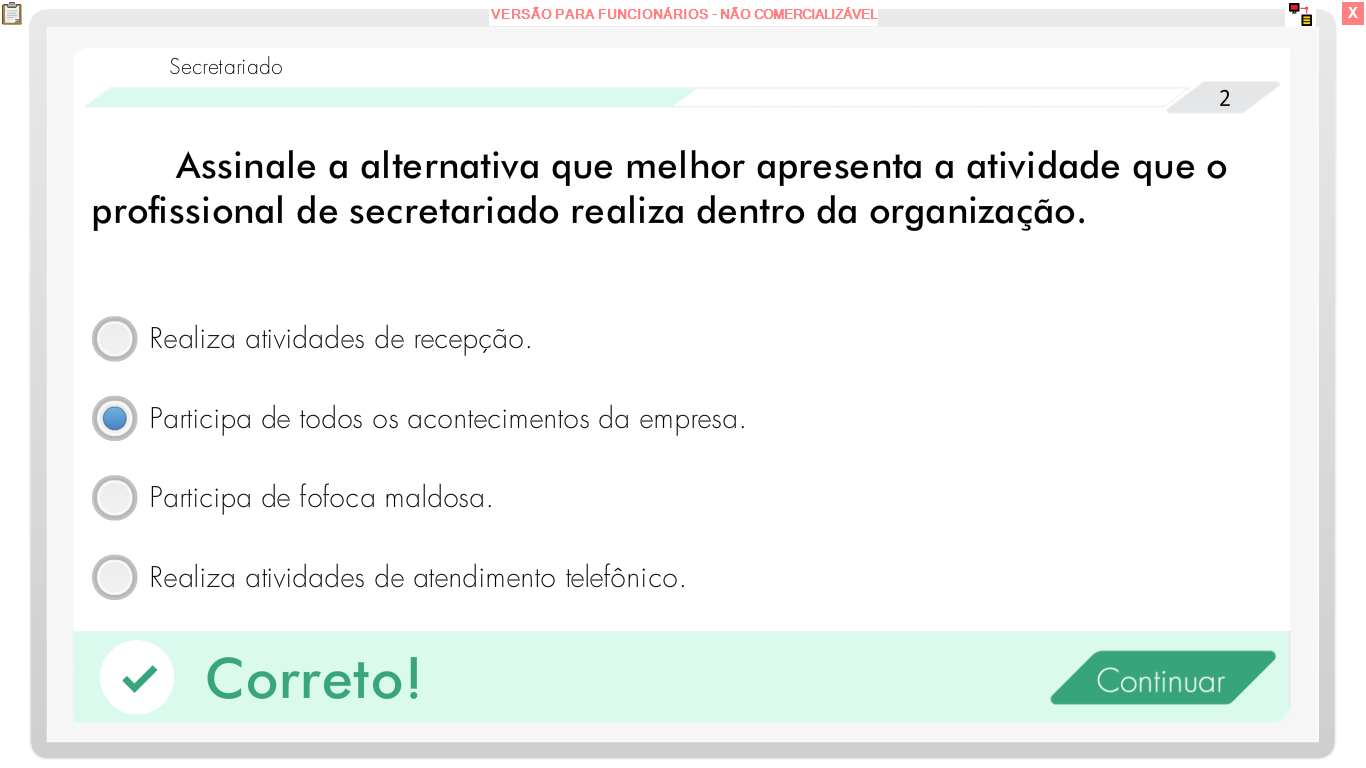 VERSÃO PARA FUNCIONÁRIOS - NÃO COMERCIALIZÁVEL
X
Secretariado
2
Assinale a alternativa que melhor apresenta a atividade que o
profissional de secretariado realiza dentro da organização.
Realiza atividades de recepção.
Participa de todos os acontecimentos da empresa.
Participa de fofoca maldosa.
Realiza atividades de atendimento telefônico.
Correto!
Continuar